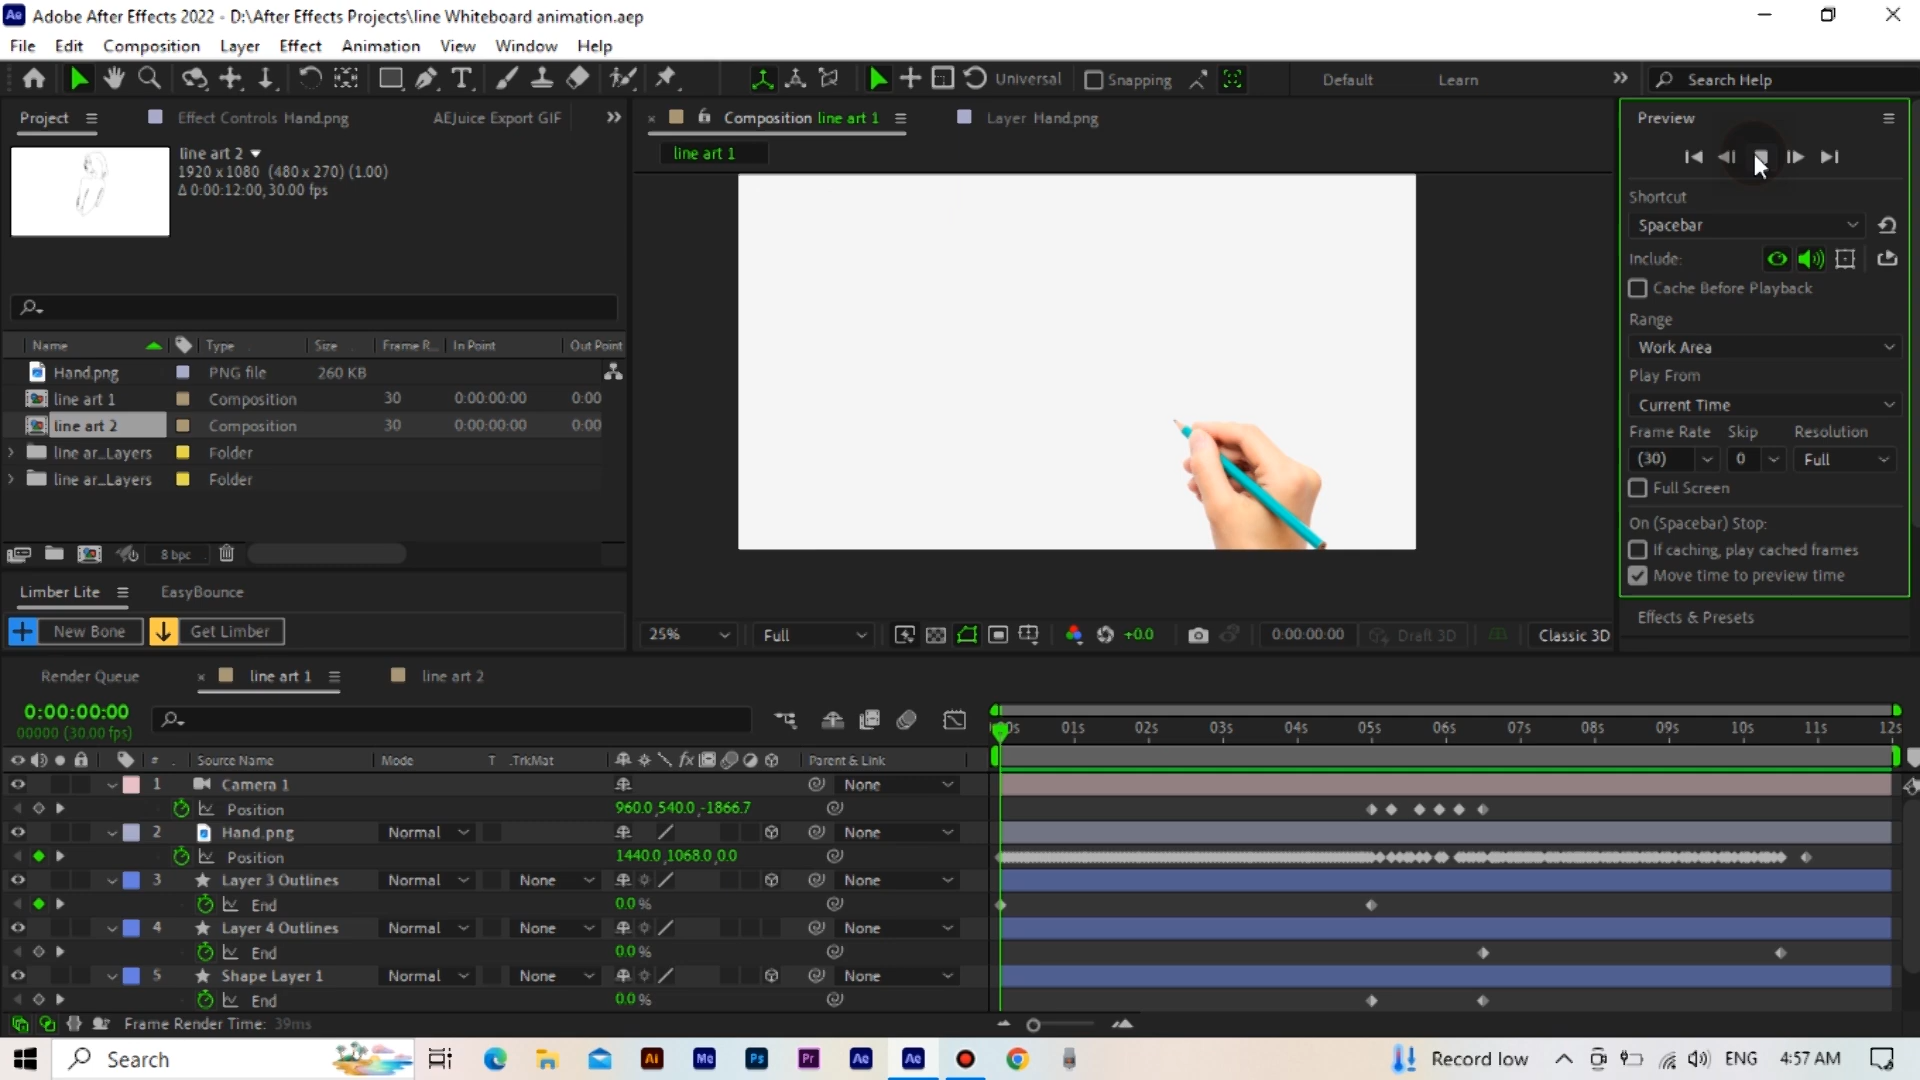 Ae Adobe After Effects 2022 - D:\After Effects Projects\line Whiteboard animation.aep
File Edit Composition Layer Effect Animation View Window Help
Universal Snapping Default Learn Search Help
Project Effect Controls Hand.png AEJuice Export GIF
Composition line art 1 Layer Hand.png
line art 1
line art 2
1920 x 1080 (480 x 270) (1.00)
Δ 0:00:12:00, 30.00 fps
Name Type Size Frame R... In Point Out Point
Hand.png PNG file 260 KB
line art 1 Composition 30 0:00:00:00 0:00
line art 2 Composition 30 0:00:00:00 0:00
line ar_Layers Folder
line ar_Layers Folder
8 bpc
Limber Lite EasyBounce
New Bone Get Limber
25% Full +0.0 0:00:00:00 Draft 3D Classic 3D
Preview
Shortcut
Spacebar
Include:
Cache Before Playback
Range
Work Area
Play From
Current Time
Frame Rate Skip Resolution
(30) 0 Full
Full Screen
On (Spacebar) Stop:
If caching, play cached frames
Move time to preview time
Effects & Presets
Render Queue line art 1 line art 2
0:00:00:00
00000 (30.00 fps)
01s 02s 03s 04s 05s 06s 07s 08s 09s 10s 11s 12s
# Source Name Mode T .TrkMat fx Parent & Link
1 Camera 1 None
Position 960.0,540.0,-1866.7
2 Hand.png Normal None
Position 1440.0,1068.0,0.0
3 Layer 3 Outlines Normal None None
End 0.0 %
4 Layer 4 Outlines Normal None None
End 0.0 %
5 Shape Layer 1 Normal None None
End 0.0 %
Frame Render Time: 39ms
Search Ai Me Ps Pr Ae Ae Record low ENG 4:57 AM